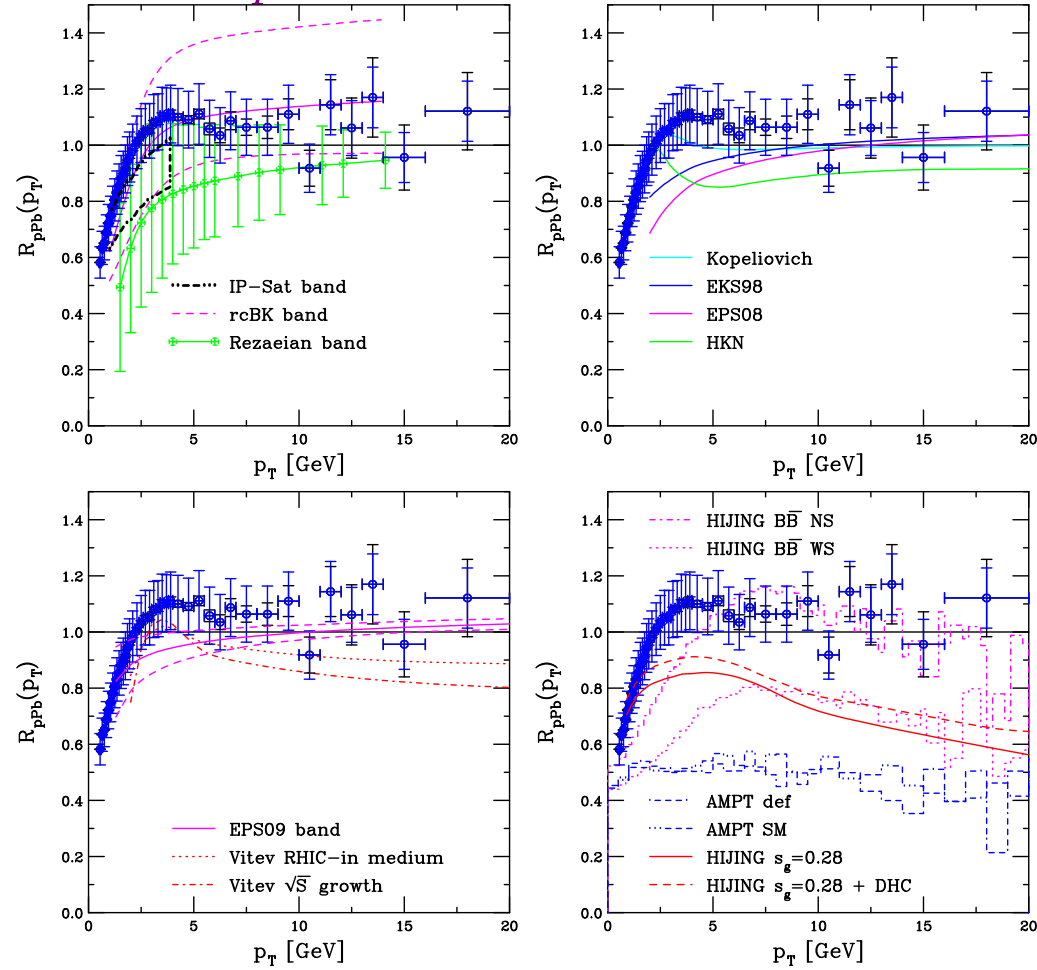 1.4
1.2
1.0
0.8
0.6
0.4
0.2
0.0
R_pPb(p_T)
IP-Sat band
rcBK band
Rezaeian band
0 5 10 15 20
p_T [GeV]
1.4
1.2
1.0
0.8
0.6
0.4
0.2
0.0
R_pPb(p_T)
Kopeliovich
EKS98
EPS08
HKN
0 5 10 15 20
p_T [GeV]
1.4
1.2
1.0
0.8
0.6
0.4
0.2
0.0
R_pPb(p_T)
EPS09 band
Vitev RHIC-in medium
Vitev √S growth
0 5 10 15 20
p_T [GeV]
1.4
1.2
1.0
0.8
0.6
0.4
0.2
0.0
R_pPb(p_T)
HIJING BB̅ NS
HIJING BB̅ WS
AMPT def
AMPT SM
HIJING s_g=0.28
HIJING s_g=0.28 + DHC
0 5 10 15 20
p_T [GeV]